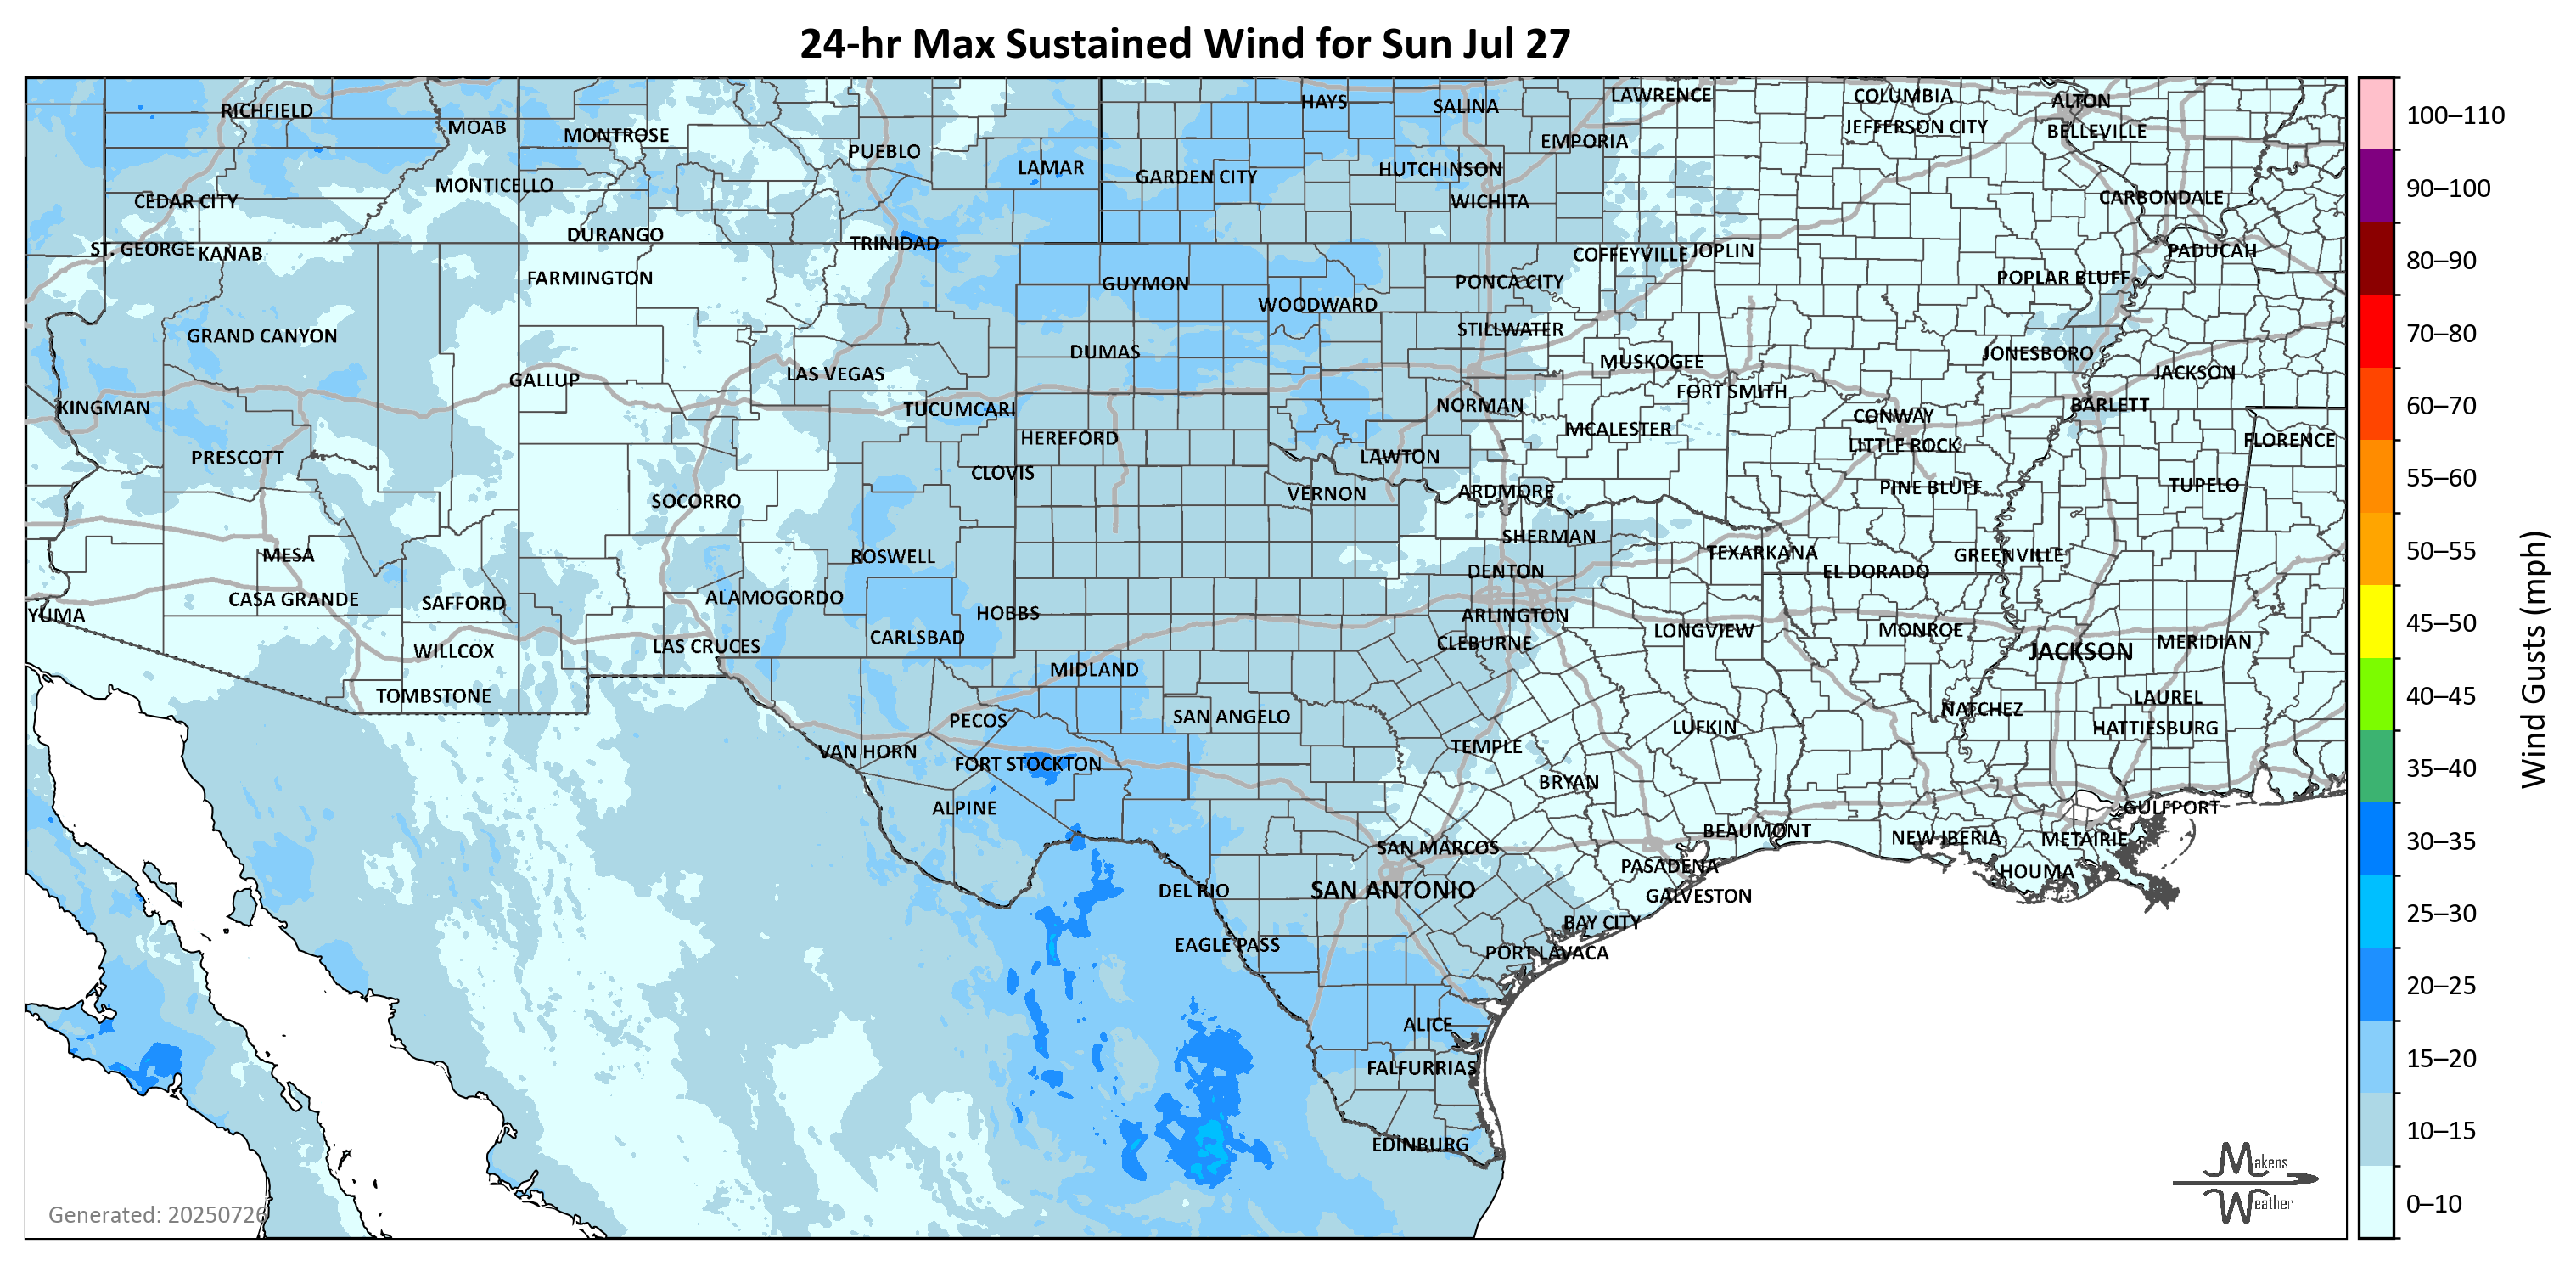 24-hr Max Sustained Wind for Sun Jul 27
RICHFIELD
MOAB
MONTROSE
PUEBLO
LAMAR
HAYS
SALINA
LAWRENCE
COLUMBIA
ALTON
EMPORIA
JEFFERSON CITY
BELLEVILLE
MONTICELLO
GARDEN CITY
HUTCHINSON
CEDAR CITY
WICHITA
CARBONDALE
ST. GEORGE
KANAB
DURANGO
TRINIDAD
COFFEYVILLE
JOPLIN
PADUCAH
FARMINGTON
GUYMON
WOODWARD
PONCA CITY
POPLAR BLUFF
GRAND CANYON
DUMAS
STILLWATER
MUSKOGEE
JONESBORO
GALLUP
LAS VEGAS
FORT SMITH
JACKSON
KINGMAN
TUCUMCARI
NORMAN
CONWAY
BARLETT
HEREFORD
MCALESTER
LITTLE ROCK
FLORENCE
PRESCOTT
CLOVIS
LAWTON
SOCORRO
VERNON
ARDMORE
PINE BLUFF
TUPELO
MESA
ROSWELL
SHERMAN
TEXARKANA
GREENVILLE
DENTON
EL DORADO
YUMA
CASA GRANDE
SAFFORD
ALAMOGORDO
HOBBS
ARLINGTON
WILLCOX
LAS CRUCES
CARLSBAD
CLEBURNE
LONGVIEW
MONROE
JACKSON
MERIDIAN
TOMBSTONE
MIDLAND
LAUREL
PECOS
SAN ANGELO
LUFKIN
NATCHEZ
HATTIESBURG
VAN HORN
FORT STOCKTON
TEMPLE
BRYAN
ALPINE
GULFPORT
SAN MARCOS
BEAUMONT
NEW IBERIA
METAIRIE
DEL RIO
SAN ANTONIO
PASADENA
HOUMA
GALVESTON
EAGLE PASS
BAY CITY
PORT LAVACA
ALICE
FALFURRIAS
EDINBURG
Generated: 20250726
Makens
Weather
100–110
90–100
80–90
70–80
60–70
55–60
50–55
45–50
40–45
35–40
30–35
25–30
20–25
15–20
10–15
0–10
Wind Gusts (mph)